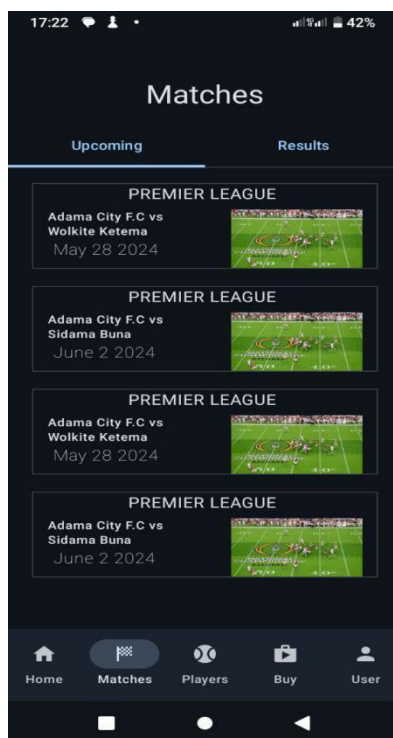 17:22 42%
Matches
Upcoming Results
PREMIER LEAGUE
Adama City F.C vs
Wolkite Ketema
May 28 2024
PREMIER LEAGUE
Adama City F.C vs
Sidama Buna
June 2 2024
PREMIER LEAGUE
Adama City F.C vs
Wolkite Ketema
May 28 2024
PREMIER LEAGUE
Adama City F.C vs
Sidama Buna
June 2 2024
Home Matches Players Buy User